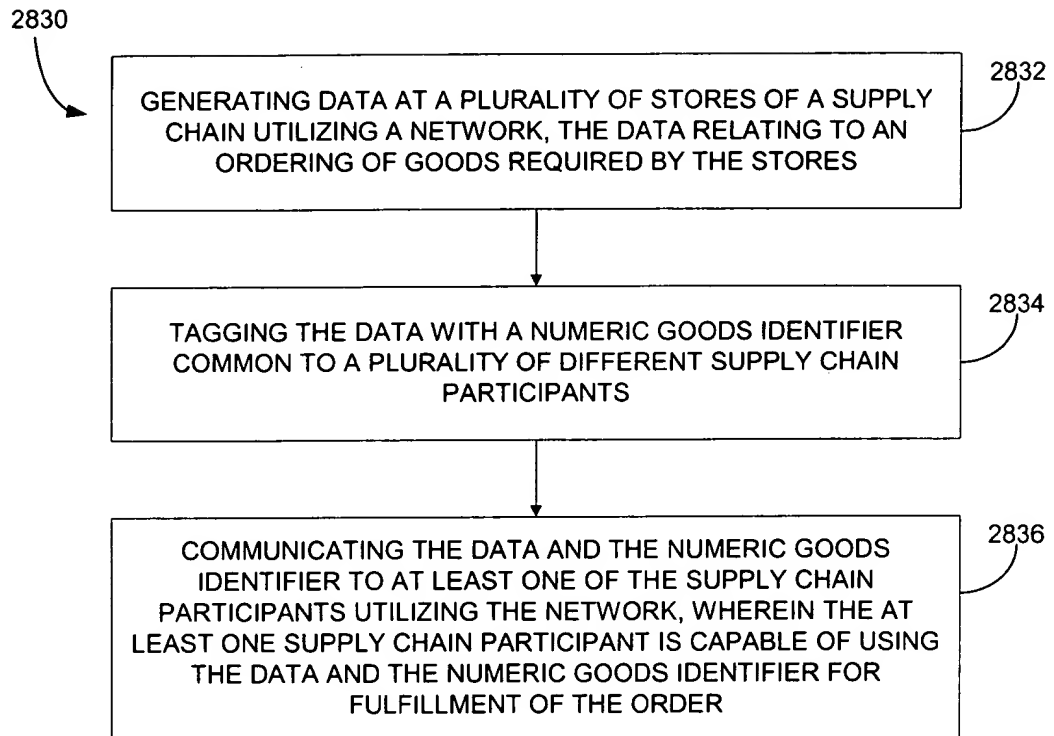 2830
2832
GENERATING DATA AT A PLURALITY OF STORES OF A SUPPLY
CHAIN UTILIZING A NETWORK, THE DATA RELATING TO AN
ORDERING OF GOODS REQUIRED BY THE STORES
2834
TAGGING THE DATA WITH A NUMERIC GOODS IDENTIFIER
COMMON TO A PLURALITY OF DIFFERENT SUPPLY CHAIN
PARTICIPANTS
2836
COMMUNICATING THE DATA AND THE NUMERIC GOODS
IDENTIFIER TO AT LEAST ONE OF THE SUPPLY CHAIN
PARTICIPANTS UTILIZING THE NETWORK, WHEREIN THE AT
LEAST ONE SUPPLY CHAIN PARTICIPANT IS CAPABLE OF USING
THE DATA AND THE NUMERIC GOODS IDENTIFIER FOR
FULFILLMENT OF THE ORDER